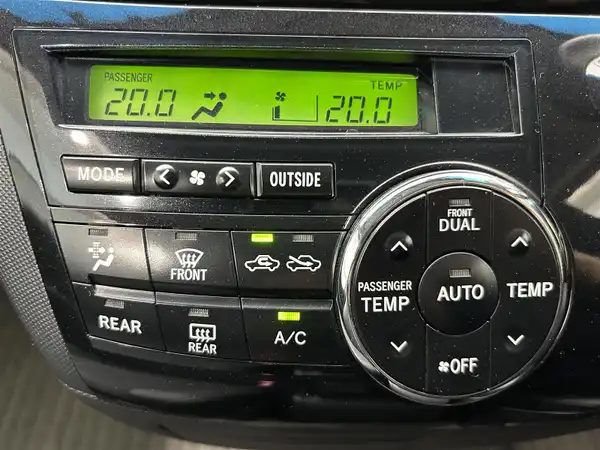 PASSENGER TEMP
20.0 20.0
MODE OUTSIDE
FRONT
DUAL
FRONT
PASSENGER
TEMP
AUTO
TEMP
REAR
REAR
A/C
OFF